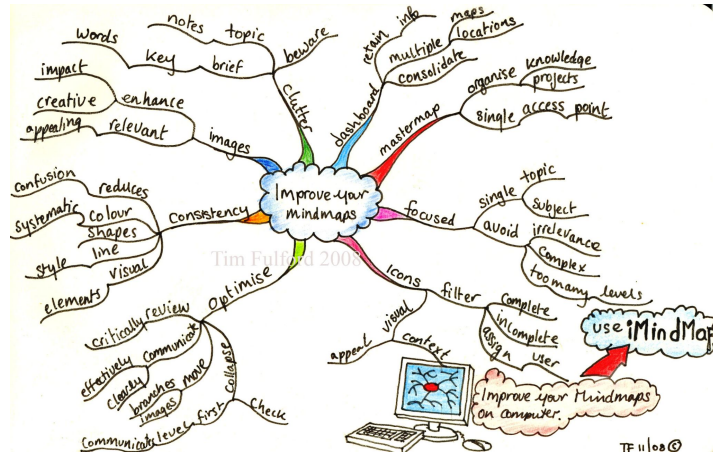 Improve your
mindmaps
clutter
beware
topic
notes
brief
key
words
dashboard
retain info
multiple
maps
locations
consolidate
mastermap
organise
knowledge
projects
single access point
focused
single
topic
subject
avoid
irrelevance
complex
too many levels
icons
filter
complete
incomplete
assign
user
visual
appeal
context
Optimise
review
critically
communicate
effectively
clearly
move
branches
images
collapse
first
level
communicate
check
consistency
reduces
confusion
colour
systematic
shapes
line
style
visual
elements
images
enhance
impact
creative
relevant
appealing
Tim Fulford 2008
use iMindMap
Improve your Mindmaps
on computer.
TF 11/08 ©